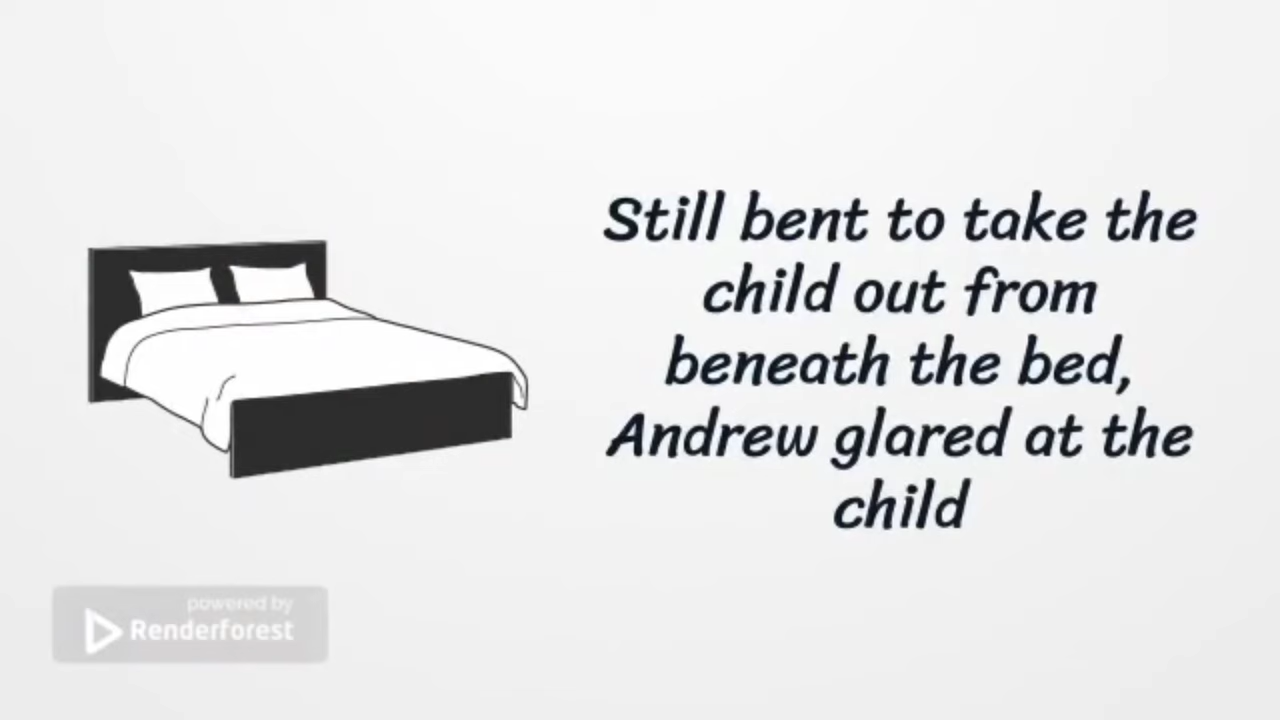 Still bent to take the
child out from
beneath the bed,
Andrew glared at the
child
powered by
Renderforest